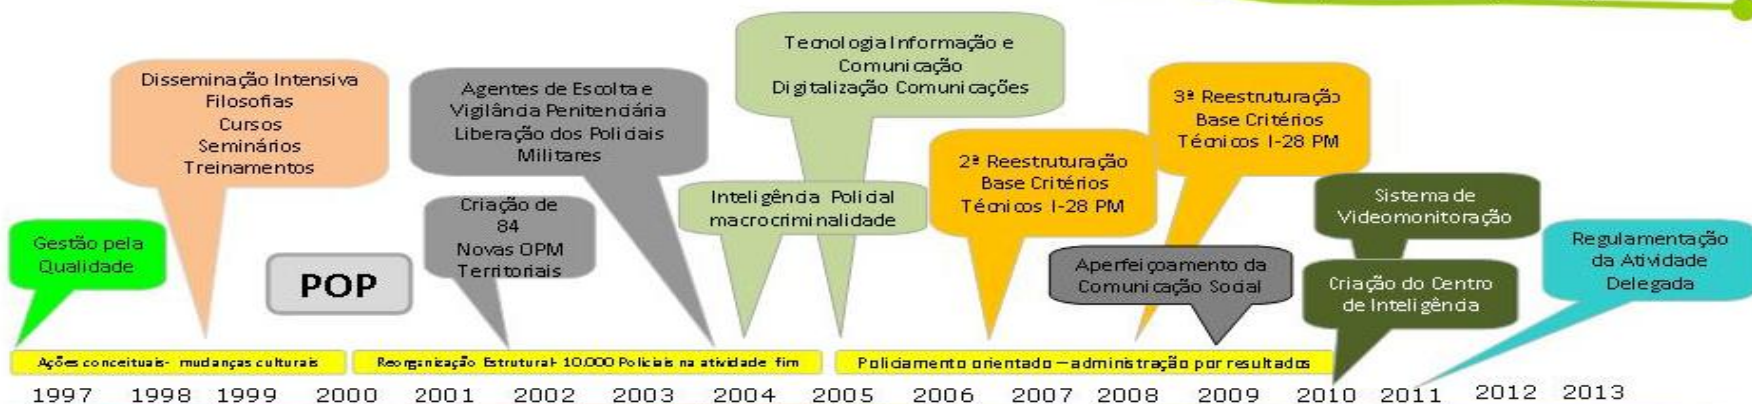 Gestão pela
Qualidade
Disseminação Intensiva
Filosofias
Cursos
Seminários
Treinamentos
POP
Criação de
84
Novas OPM
Territoriais
Agentes de Escolta e
Vigilância Penitenciária
Liberação dos Policiais
Militares
Inteligência Policial
macrocriminalidade
Tecnologia Informação e
Comunicação
Digitalização Comunicações
2ª Reestruturação
Base Critérios
Técnicos I-28 PM
3ª Reestruturação
Base Critérios
Técnicos I-28 PM
Aperfeiçoamento da
Comunicação Social
Sistema de
Videomonitoração
Criação do Centro
de Inteligência
Regulamentação
da Atividade
Delegada
Ações conceituais- mudanças culturais
Reorganização Estrutural- 10.000 Policiais na atividade fim
Policiamento orientado – administração por resultados
1997 1998 1999 2000 2001 2002 2003 2004 2005 2006 2007 2008 2009 2010 2011 2012 2013